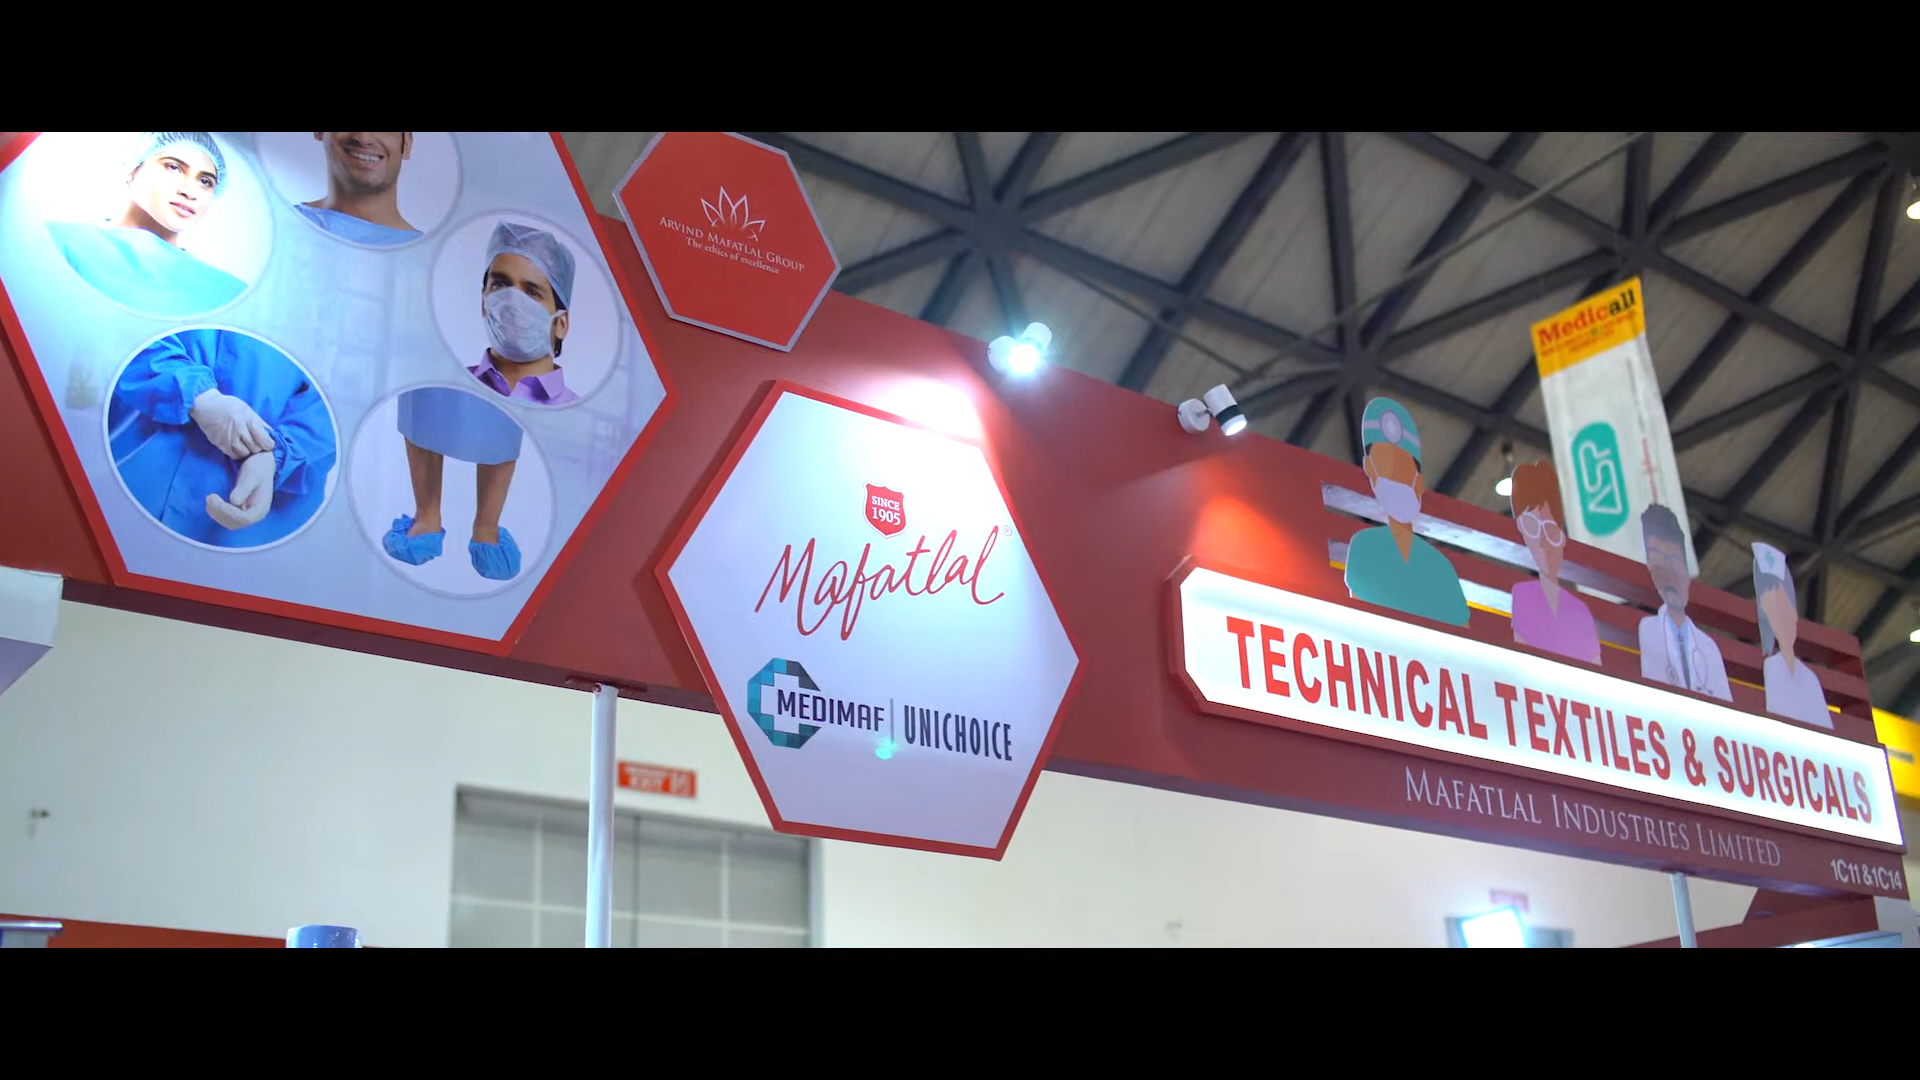 ARVIND MAFATLAL GROUP
The ethics of excellence
SINCE
1905
Mafatlal
MEDIMAF | UNICHOICE
Medicall
TECHNICAL TEXTILES & SURGICALS
MAFATLAL INDUSTRIES LIMITED
1C11 & 1C14
EXIT